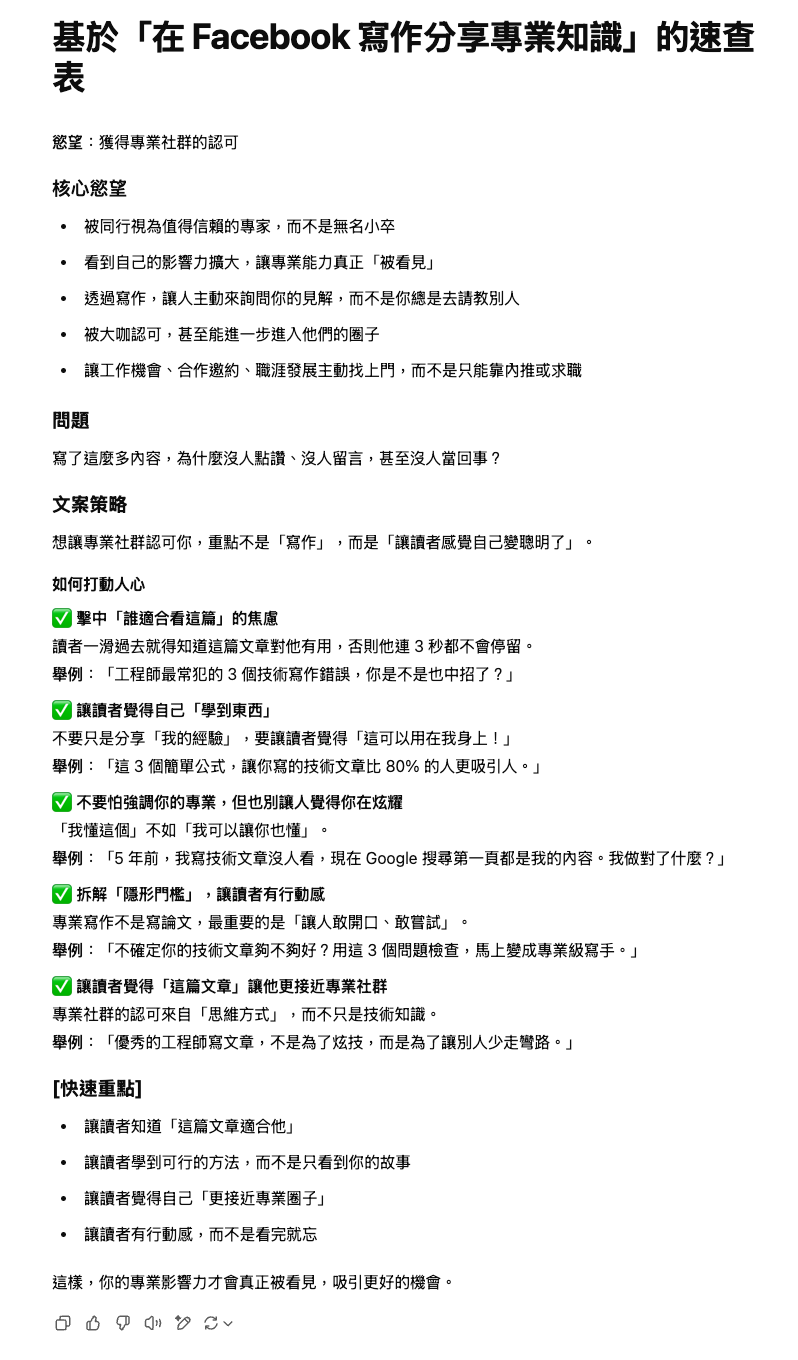 基於「在 Facebook 寫作分享專業知識」的速查
表
慾望：獲得專業社群的認可
核心慾望
• 被同行視為值得信賴的專家，而不是無名小卒
• 看到自己的影響力擴大，讓專業能力真正「被看見」
• 透過寫作，讓人主動來詢問你的見解，而不是你總是去請教別人
• 被大咖認可，甚至能進一步進入他們的圈子
• 讓工作機會、合作邀約、職涯發展主動找上門，而不是只能靠內推或求職
問題
寫了這麼多內容，為什麼沒人點讚、沒人留言，甚至沒人當回事？
文案策略
想讓專業社群認可你，重點不是「寫作」，而是「讓讀者感覺自己變聰明了」。
如何打動人心
✅ 擊中「誰適合看這篇」的焦慮
讀者一滑過去就得知道這篇文章對他有用，否則他連 3 秒都不會停留。
舉例：「工程師最常犯的 3 個技術寫作錯誤，你是不是也中招了？」
✅ 讓讀者覺得自己「學到東西」
不要只是分享「我的經驗」，要讓讀者覺得「這可以用在我身上！」
舉例：「這 3 個簡單公式，讓你寫的技術文章比 80% 的人更吸引人。」
✅ 不要怕強調你的專業，但也別讓人覺得你在炫耀
「我懂這個」不如「我可以讓你也懂」。
舉例：「5 年前，我寫技術文章沒人看，現在 Google 搜尋第一頁都是我的內容。我做對了什麼？」
✅ 拆解「隱形門檻」，讓讀者有行動感
專業寫作不是寫論文，最重要的是「讓人敢開口、敢嘗試」。
舉例：「不確定你的技術文章夠不夠好？用這 3 個問題檢查，馬上變成專業級寫手。」
✅ 讓讀者覺得「這篇文章」讓他更接近專業社群
專業社群的認可來自「思維方式」，而不只是技術知識。
舉例：「優秀的工程師寫文章，不是為了炫技，而是為了讓別人少走彎路。」
[快速重點]
• 讓讀者知道「這篇文章適合他」
• 讓讀者學到可行的方法，而不是只看到你的故事
• 讓讀者覺得自己「更接近專業圈子」
• 讓讀者有行動感，而不是看完就忘
這樣，你的專業影響力才會真正被看見，吸引更好的機會。